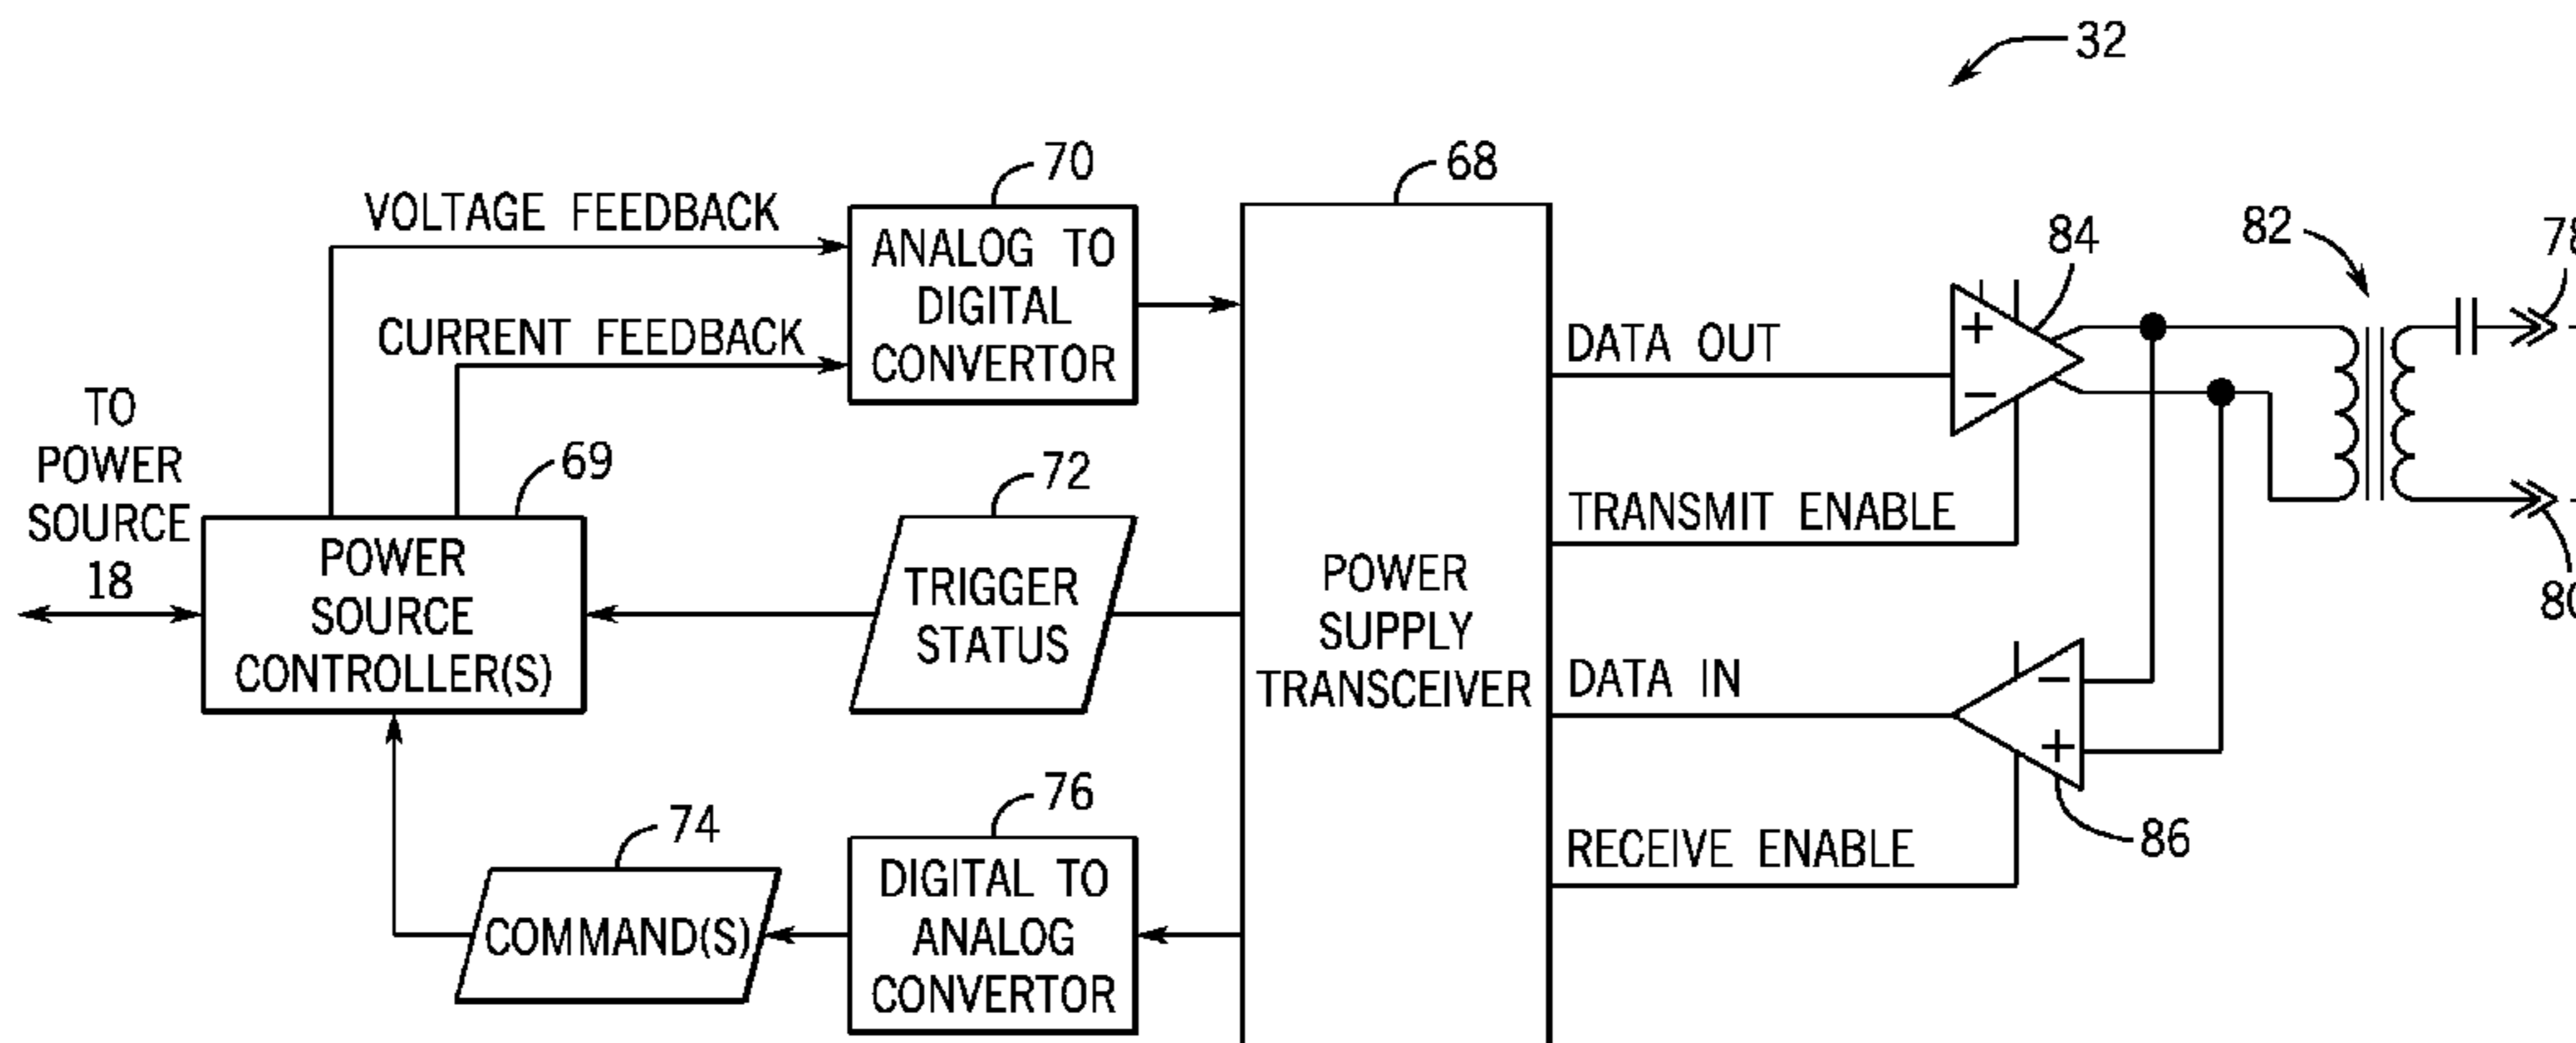 32
70
68
VOLTAGE FEEDBACK
84
82
ANALOG TO
DIGITAL
CONVERTOR
CURRENT FEEDBACK
DATA OUT
+
−
TO
POWER
SOURCE
18
69
72
TRANSMIT ENABLE
POWER
SOURCE
CONTROLLER(S)
TRIGGER
STATUS
POWER
SUPPLY
TRANSCEIVER
DATA IN
−
+
74
76
86
RECEIVE ENABLE
COMMAND(S)
DIGITAL TO
ANALOG
CONVERTOR